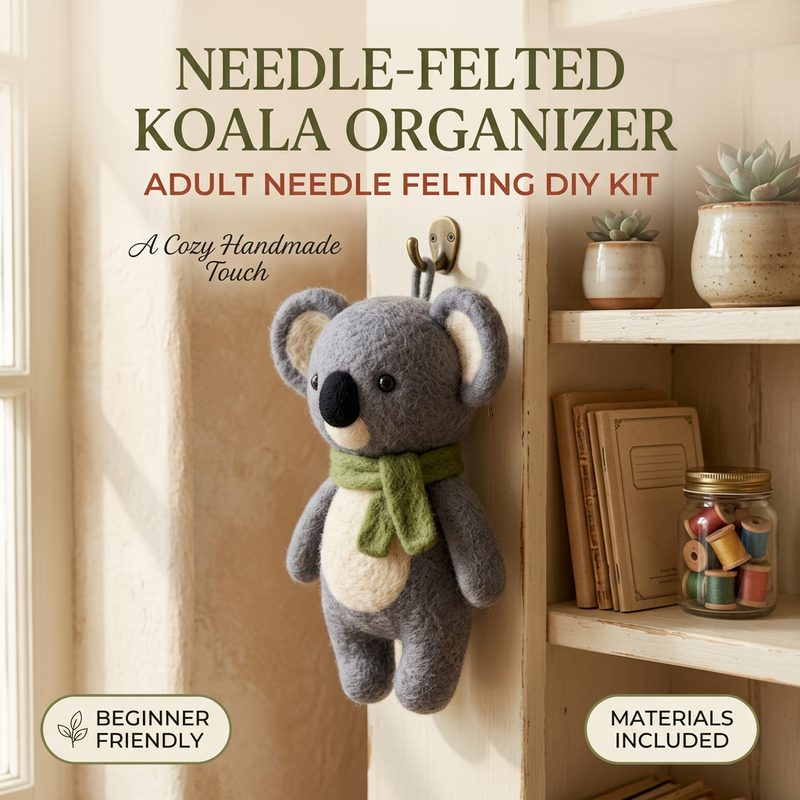 NEEDLE-FELTED
KOALA ORGANIZER
ADULT NEEDLE FELTING DIY KIT
A Cozy Handmade
Touch
BEGINNER
FRIENDLY
MATERIALS
INCLUDED